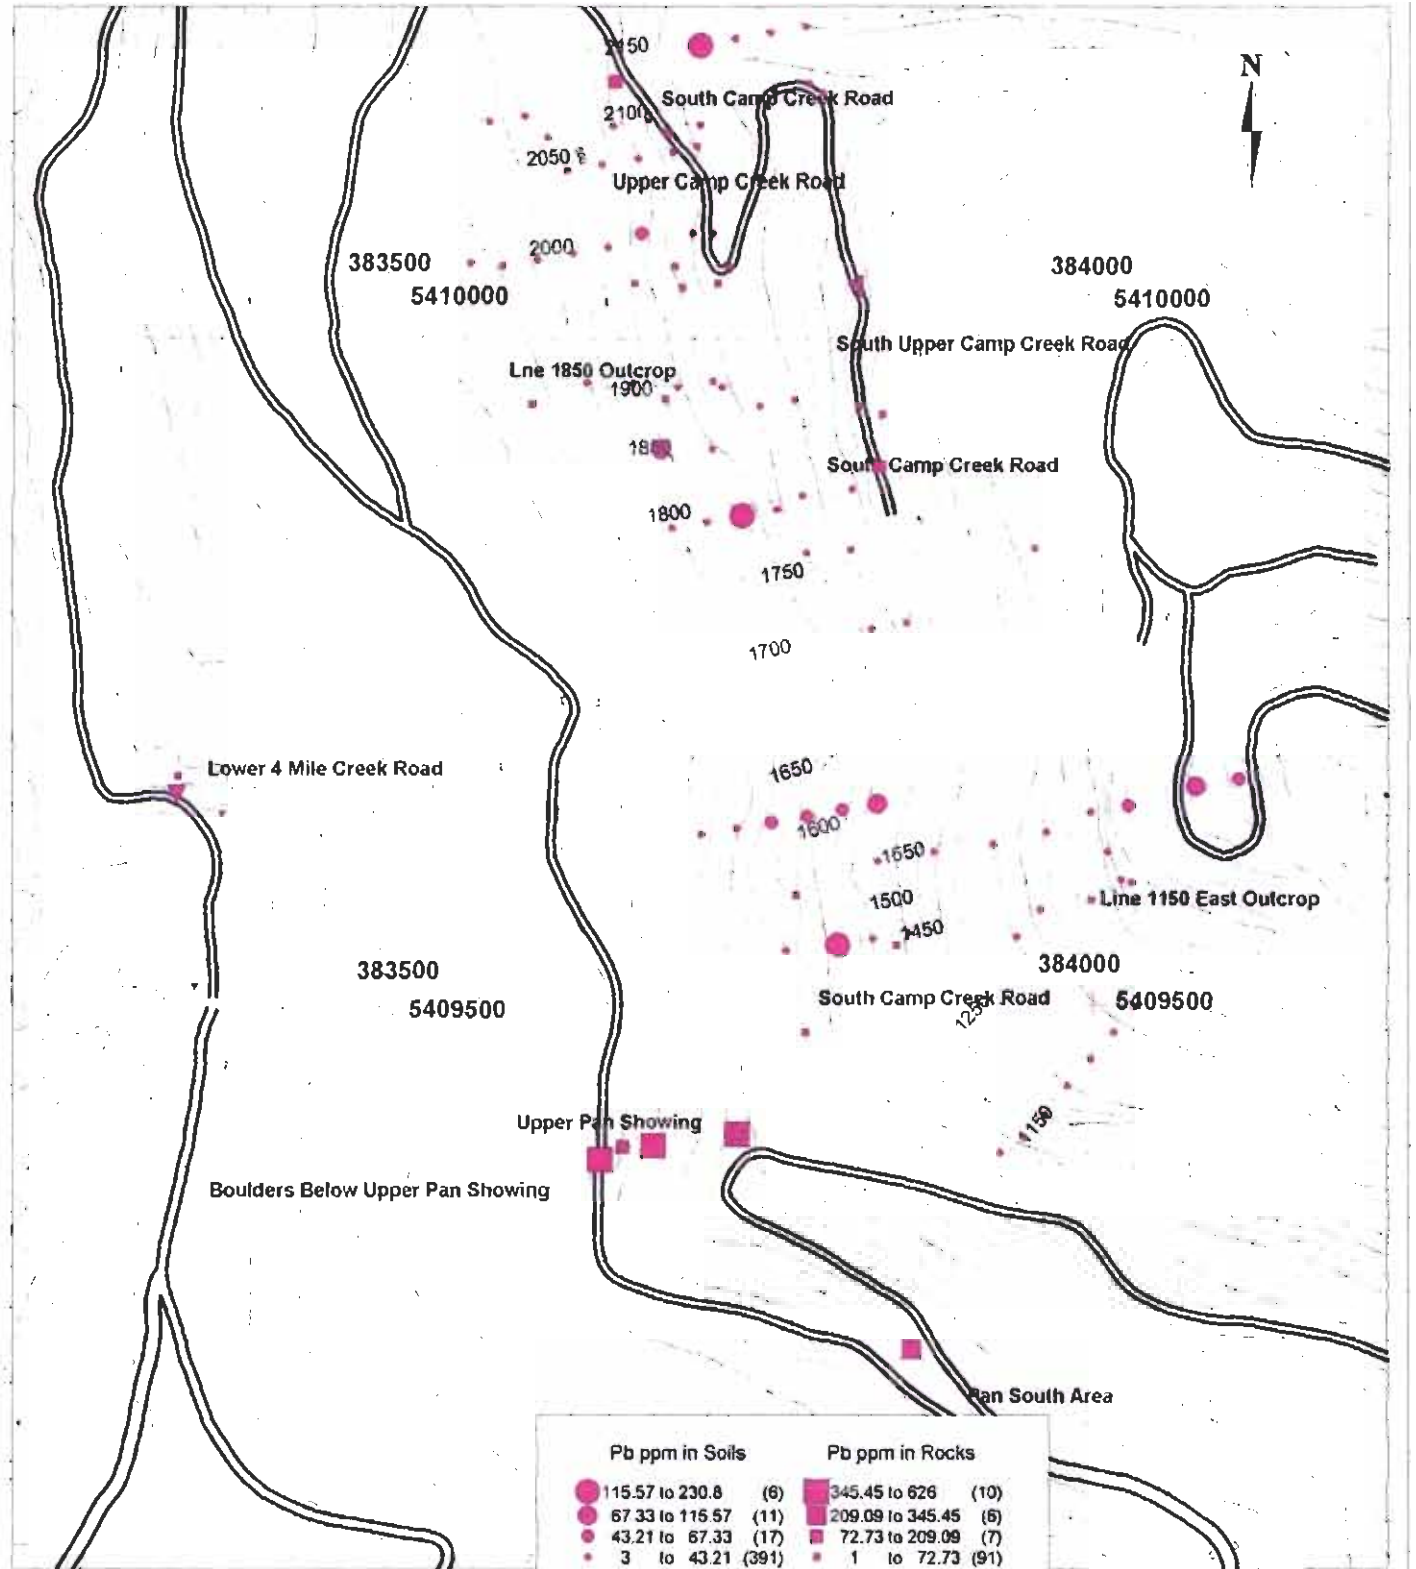 2150
N
South Camp Creek Road
2100
2050
Upper Camp Creek Road
2000
383500
5410000
384000
5410000
South Upper Camp Creek Road
Lne 1850 Outcrop
1900
1850
South Camp Creek Road
1800
1750
1700
1650
Lower 4 Mile Creek Road
1600
1550
1500
Line 1150 East Outcrop
1450
383500
5409500
384000
5409500
South Camp Creek Road
1250
Upper Pan Showing
1150
Boulders Below Upper Pan Showing
Pan South Area
Pb ppm in Soils
115.57 to 230.8 (6)
67.33 to 115.57 (11)
43.21 to 67.33 (17)
3 to 43.21 (391)
Pb ppm in Rocks
345.45 to 626 (10)
209.09 to 345.45 (6)
72.73 to 209.09 (7)
1 to 72.73 (91)